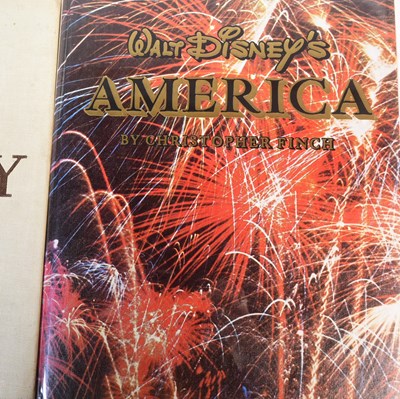 WALT DISNEY'S
AMERICA
BY CHRISTOPHER FINCH
Y